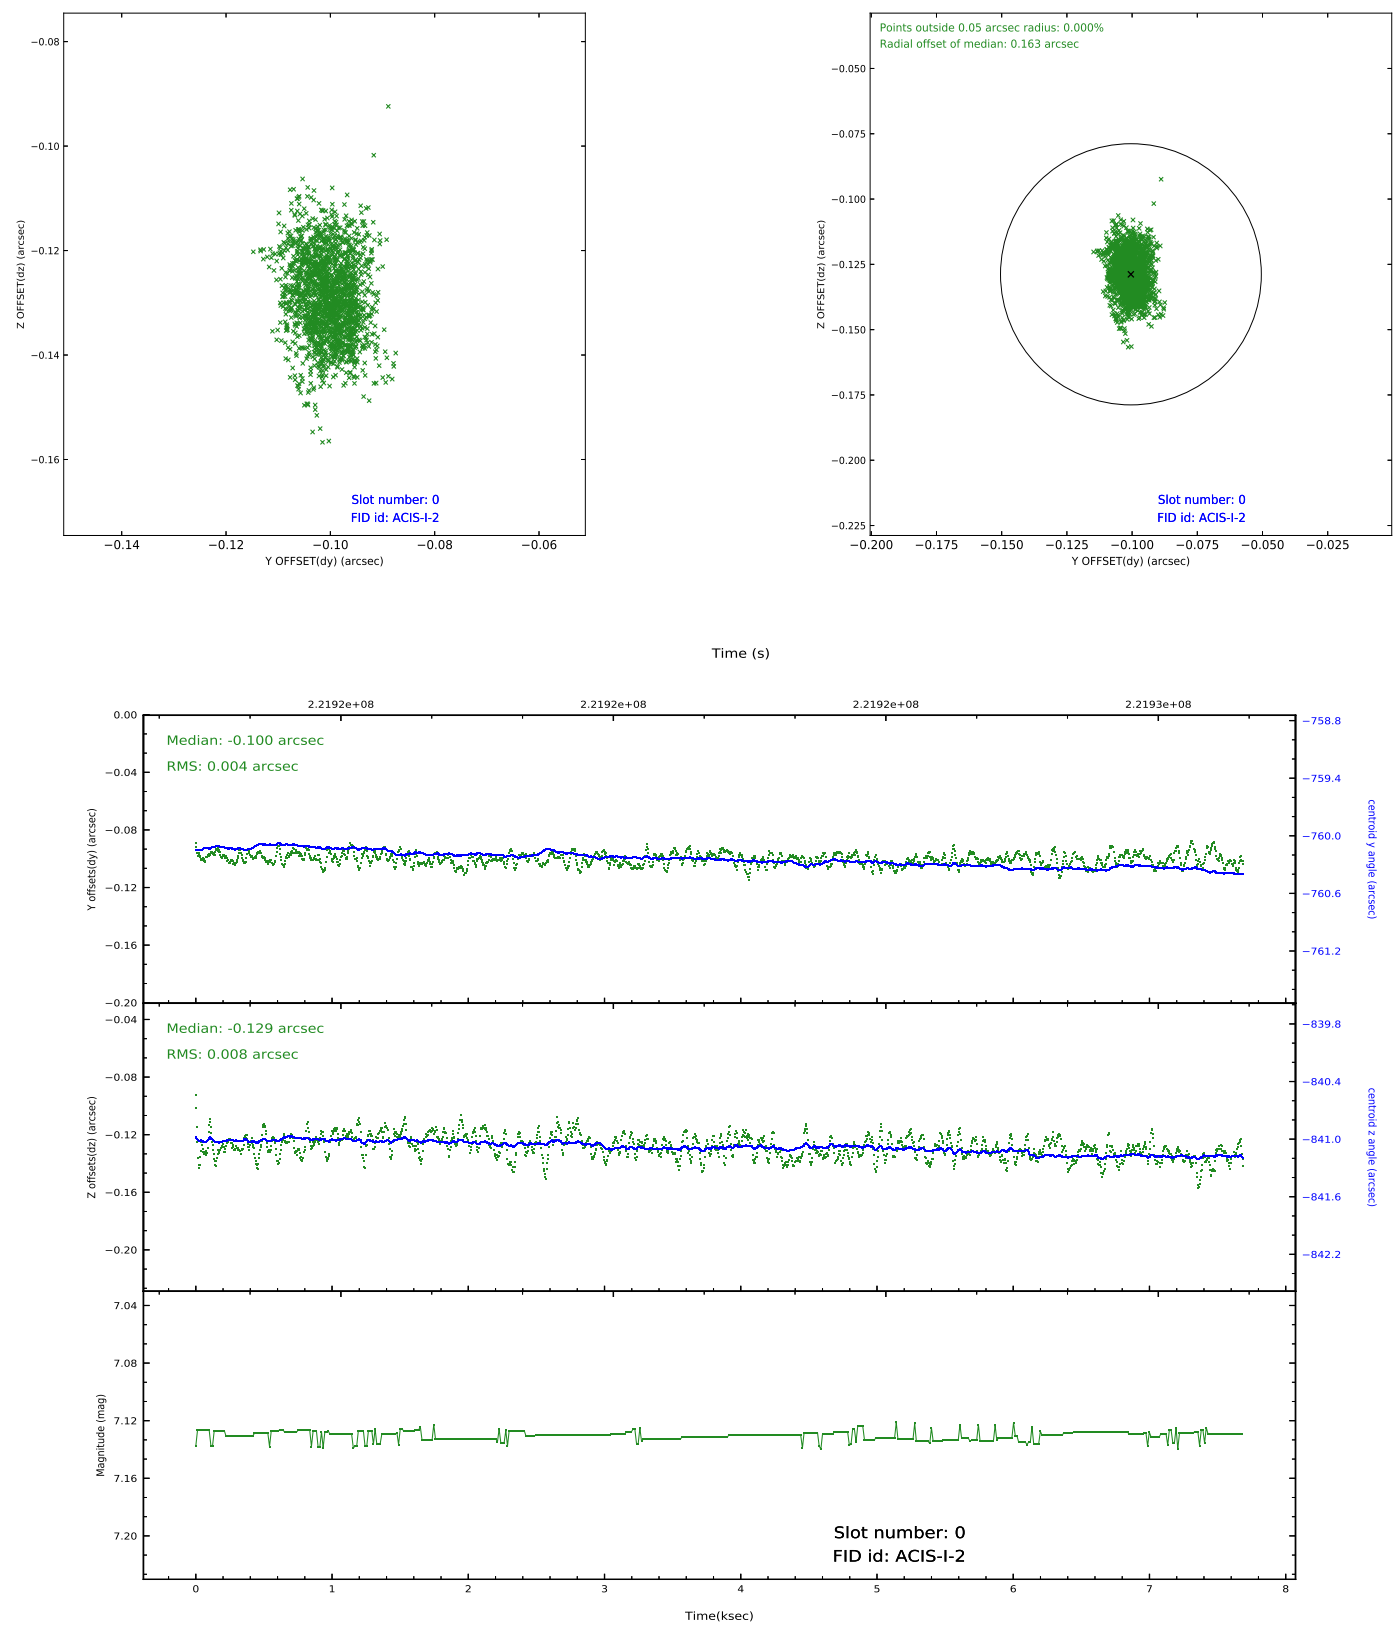 −0.08
−0.10
−0.12
−0.14
−0.16
Z OFFSET(dz) (arcsec)
Slot number: 0
FID id: ACIS-I-2
−0.14 −0.12 −0.10 −0.08 −0.06
Y OFFSET(dy) (arcsec)
Points outside 0.05 arcsec radius: 0.000%
Radial offset of median: 0.163 arcsec
−0.050
−0.075
−0.100
−0.125
−0.150
−0.175
−0.200
−0.225
Z OFFSET(dz) (arcsec)
Slot number: 0
FID id: ACIS-I-2
−0.200 −0.175 −0.150 −0.125 −0.100 −0.075 −0.050 −0.025
Y OFFSET(dy) (arcsec)
Time (s)
2.2192e+08 2.2192e+08 2.2192e+08 2.2193e+08
0.00
−0.04
−0.08
−0.12
−0.16
−0.20
Y offsets(dy) (arcsec)
Median: -0.100 arcsec
RMS: 0.004 arcsec
−758.8
−759.4
−760.0
−760.6
−761.2
centroid y angle (arcsec)
−0.04
−0.08
−0.12
−0.16
−0.20
Z offsets(dz) (arcsec)
Median: -0.129 arcsec
RMS: 0.008 arcsec
−839.8
−840.4
−841.0
−841.6
−842.2
centroid z angle (arcsec)
7.04
7.08
7.12
7.16
7.20
Magnitude (mag)
Slot number: 0
FID id: ACIS-I-2
0 1 2 3 4 5 6 7 8
Time(ksec)